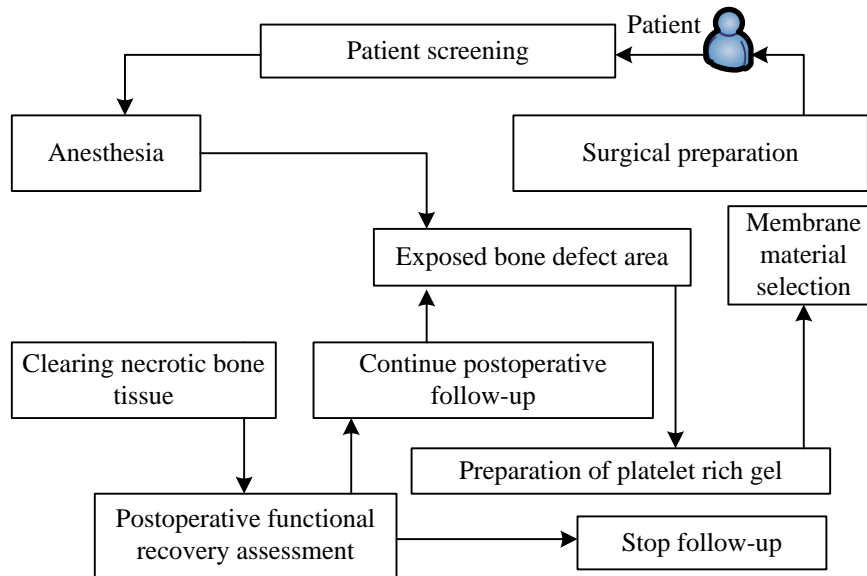 Patient
Patient screening
Anesthesia
Surgical preparation
Membrane
material
selection
Exposed bone defect area
Clearing necrotic bone
tissue
Continue postoperative
follow-up
Preparation of platelet rich gel
Postoperative functional
recovery assessment
Stop follow-up